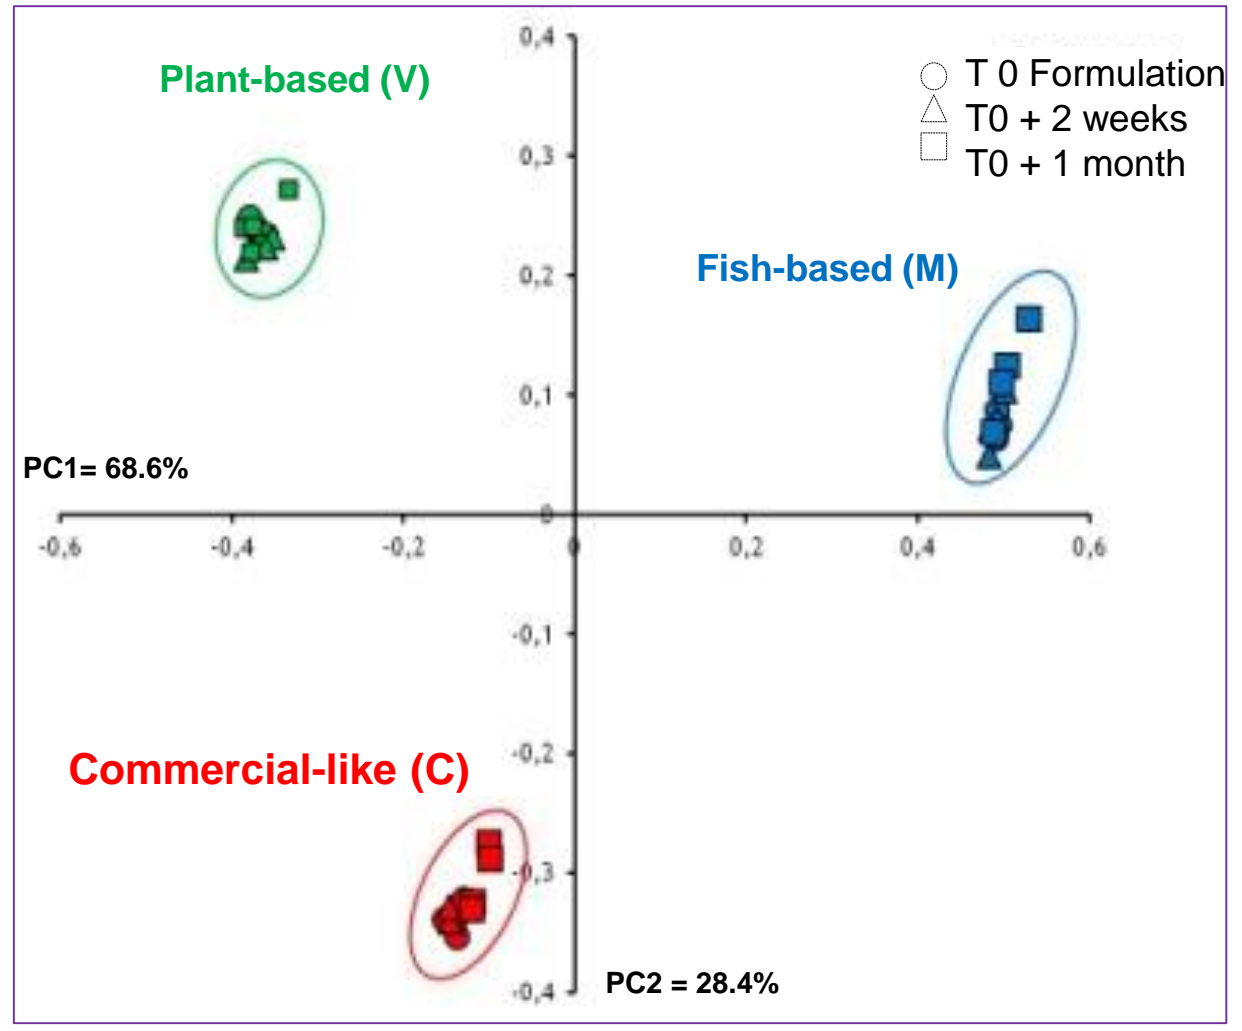 0,4
Plant-based (V)
T 0 Formulation
T0 + 2 weeks
T0 + 1 month
0,3
Fish-based (M)
0,2
0,1
PC1= 68.6%
0
-0,6 -0,4 -0,2 0 0,2 0,4 0,6
-0,1
-0,2
Commercial-like (C)
-0,3
-0,4
PC2 = 28.4%